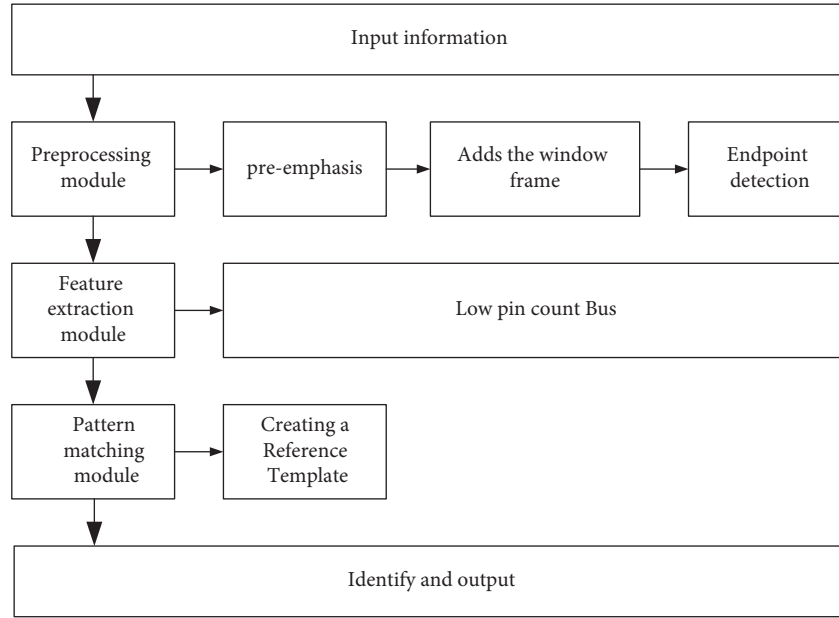 Input information
Preprocessing
module
pre-emphasis
Adds the window
frame
Endpoint
detection
Feature
extraction
module
Low pin count Bus
Pattern
matching
module
Creating a
Reference
Template
Identify and output